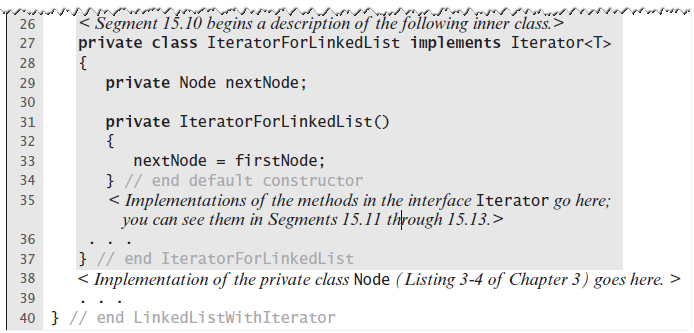 26 < Segment 15.10 begins a description of the following inner class.>
27 private class IteratorForLinkedList implements Iterator<T>
28 {
29 private Node nextNode;
30
31 private IteratorForLinkedList()
32 {
33 nextNode = firstNode;
34 } // end default constructor
35 < Implementations of the methods in the interface Iterator go here;
you can see them in Segments 15.11 through 15.13.>
36 . . .
37 } // end IteratorForLinkedList
38 < Implementation of the private class Node (Listing 3-4 of Chapter 3) goes here. >
39 . . .
40 } // end LinkedListWithIterator